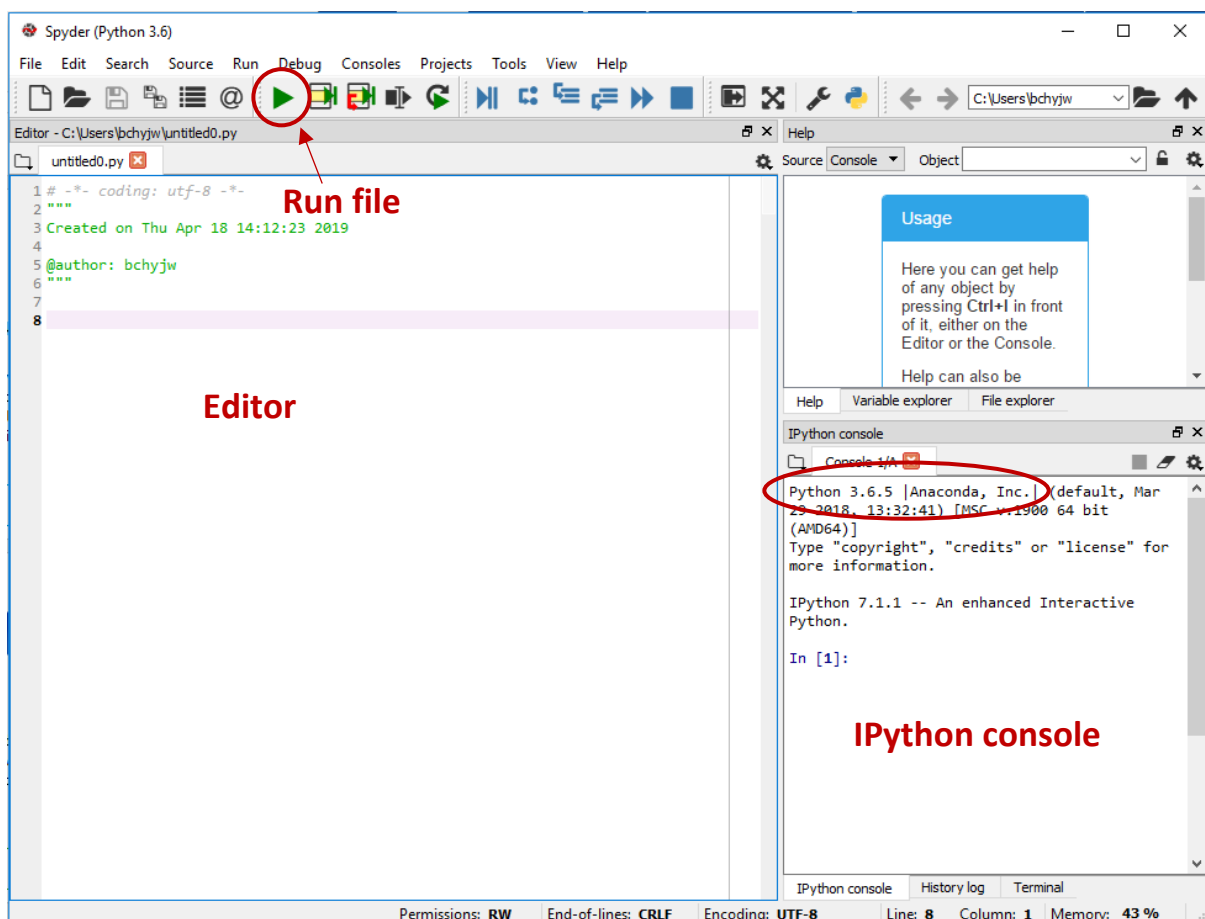 Spyder (Python 3.6)
File Edit Search Source Run Debug Consoles Projects Tools View Help
C:\Users\bchyjw
Editor - C:\Users\bchyjw\untitled0.py
untitled0.py
1 # -*- coding: utf-8 -*-
2 """
3 Created on Thu Apr 18 14:12:23 2019
4
5 @author: bchyjw
6 """
7
8
Run file
Editor
Help
Source Console Object
Usage
Here you can get help
of any object by
pressing Ctrl+I in front
of it, either on the
Editor or the Console.
Help can also be
Help Variable explorer File explorer
IPython console
Console 1/A
Python 3.6.5 |Anaconda, Inc.| (default, Mar
29 2018, 13:32:41) [MSC v.1900 64 bit
(AMD64)]
Type "copyright", "credits" or "license" for
more information.
IPython 7.1.1 -- An enhanced Interactive
Python.
In [1]:
IPython console
IPython console History log Terminal
Permissions: RW End-of-lines: CRLF Encoding: UTF-8 Line: 8 Column: 1 Memory: 43 %